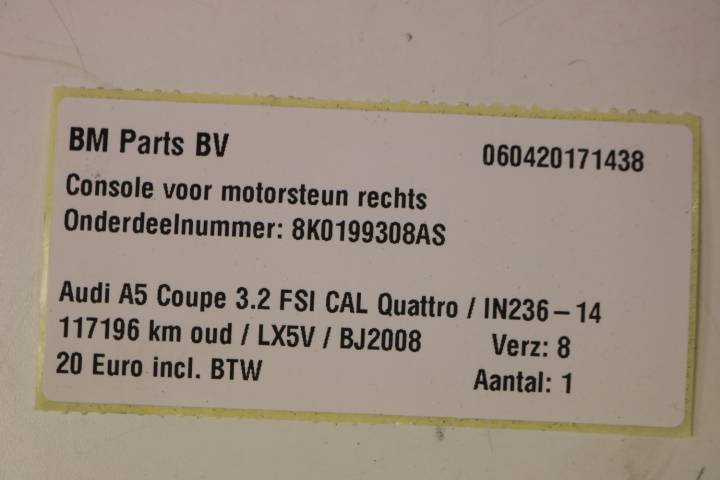 BM Parts BV 060420171438
Console voor motorsteun rechts
Onderdeelnummer: 8K0199308AS
Audi A5 Coupe 3.2 FSI CAL Quattro / IN236-14
117196 km oud / LX5V / BJ2008 Verz: 8
20 Euro incl. BTW Aantal: 1